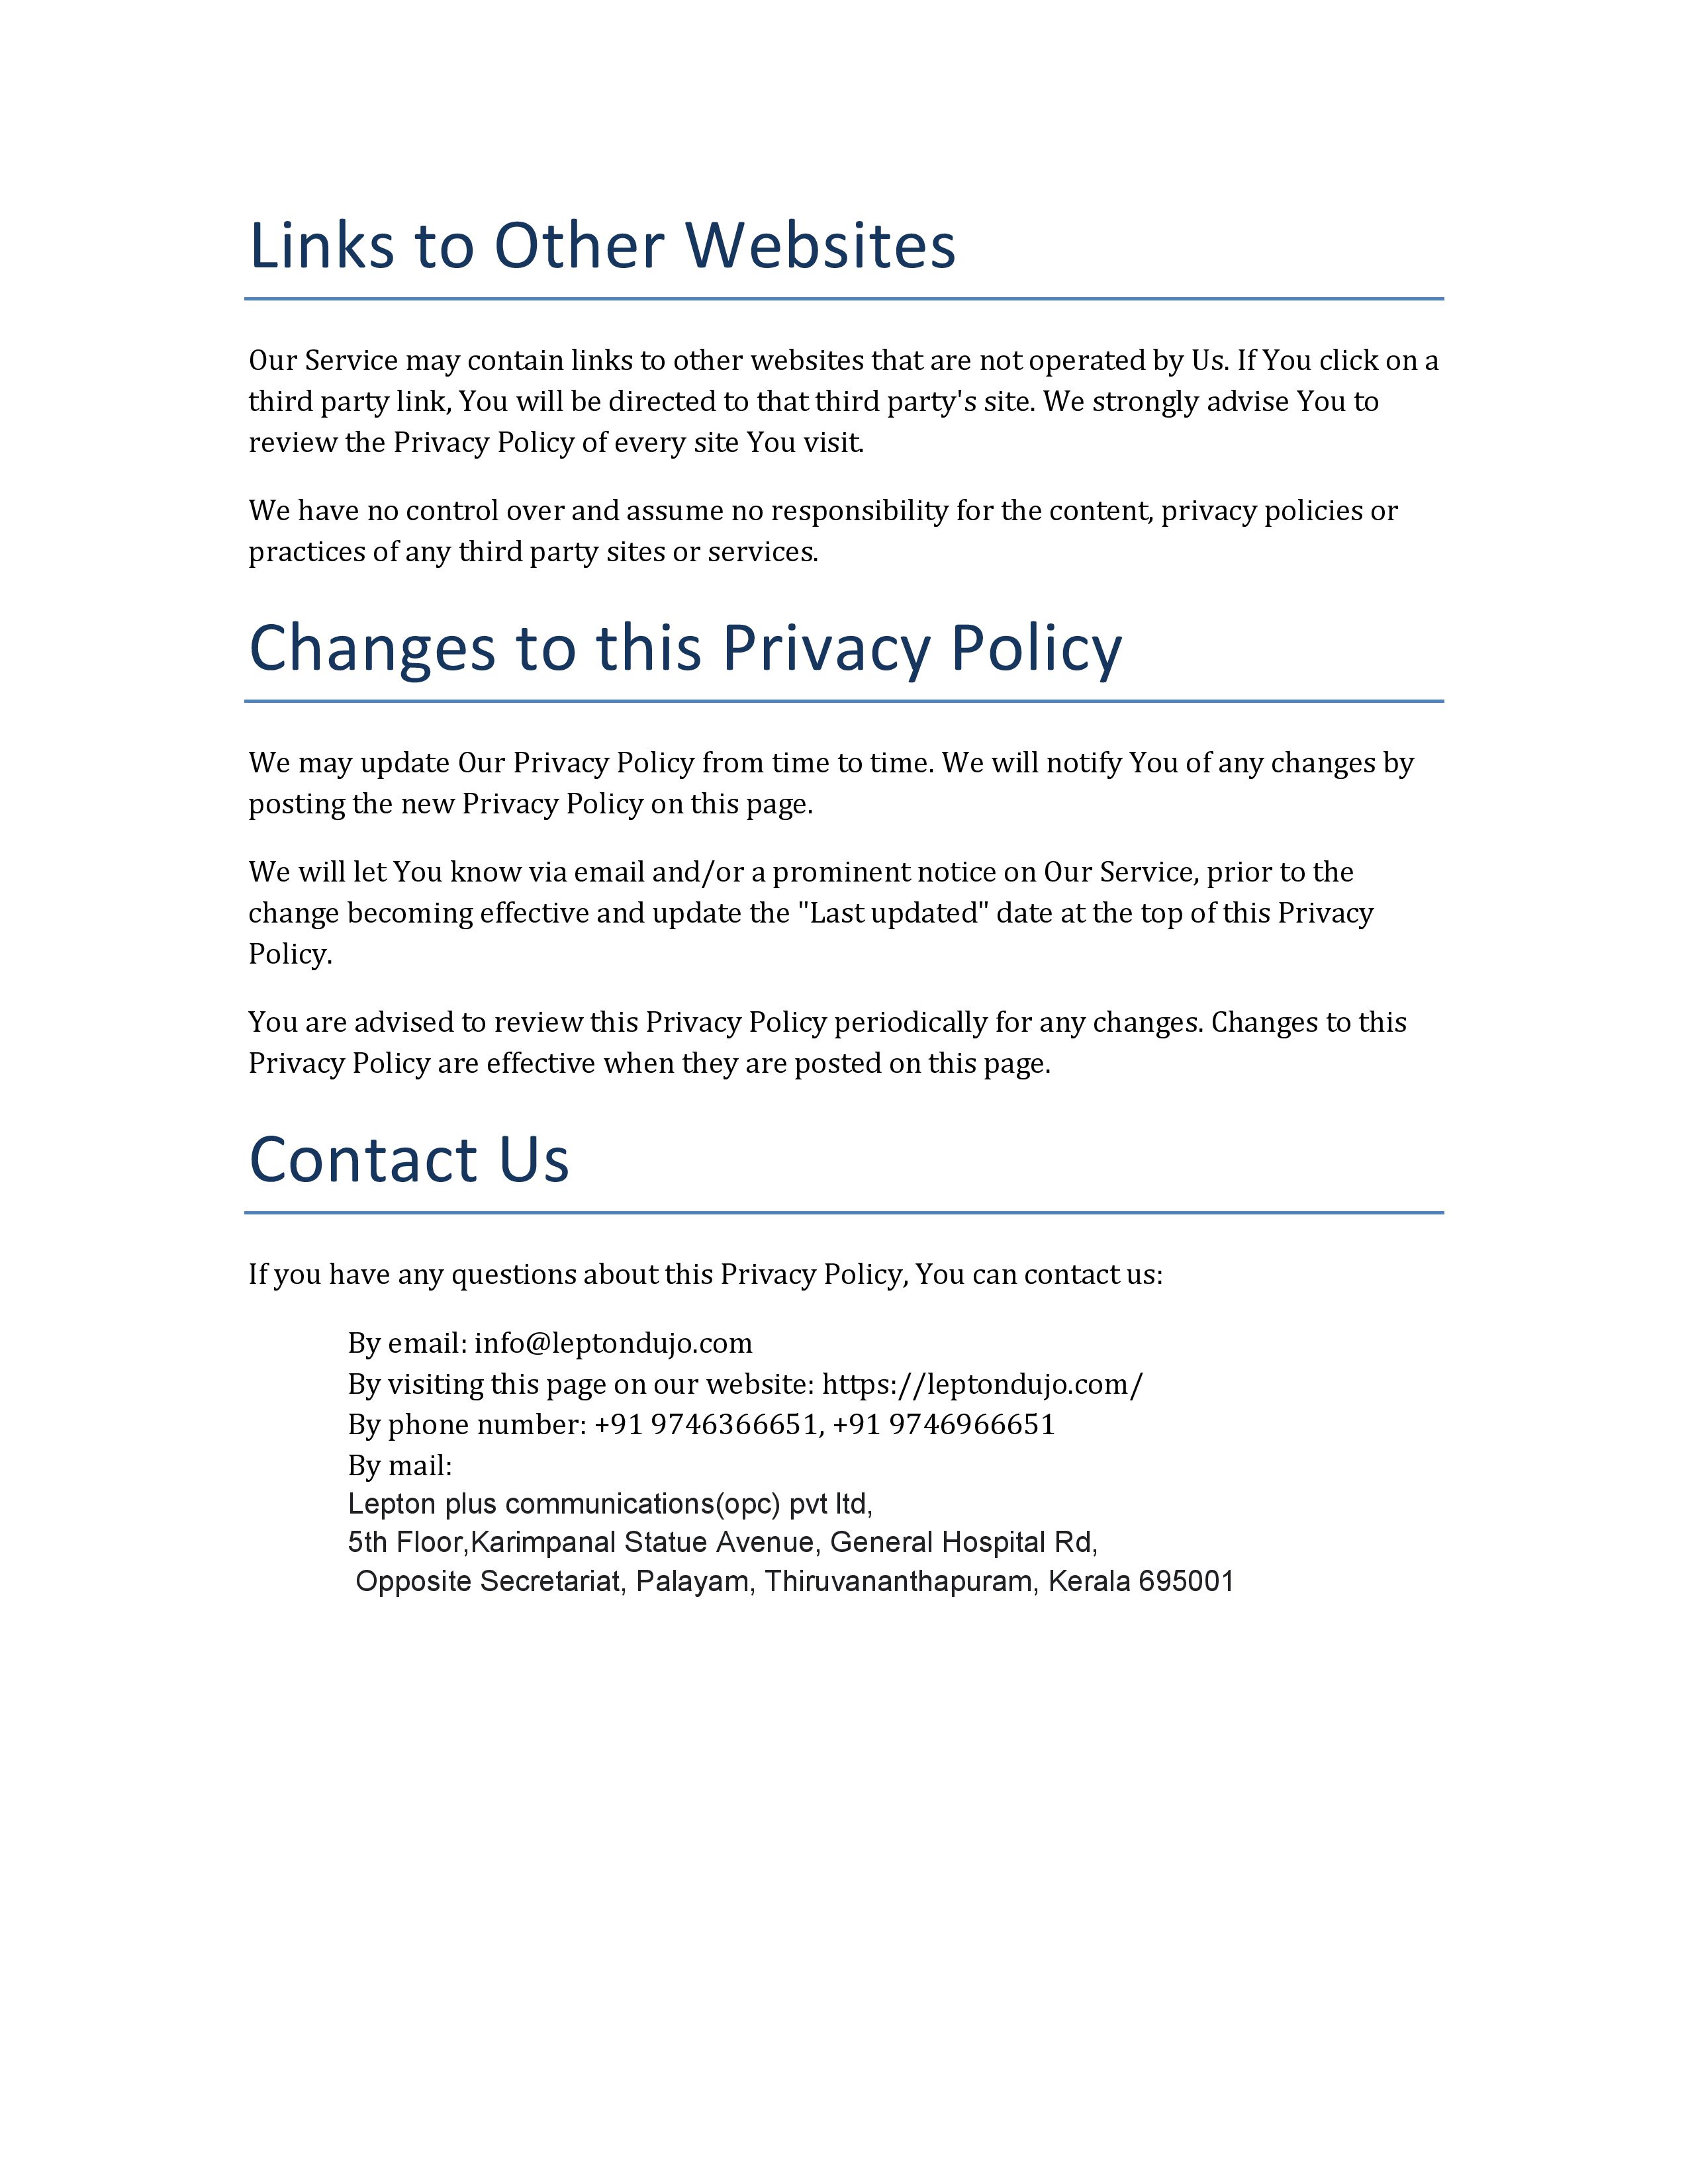 Links to Other Websites
Our Service may contain links to other websites that are not operated by Us. If You click on a
third party link, You will be directed to that third party's site. We strongly advise You to
review the Privacy Policy of every site You visit.
We have no control over and assume no responsibility for the content, privacy policies or
practices of any third party sites or services.
Changes to this Privacy Policy
We may update Our Privacy Policy from time to time. We will notify You of any changes by
posting the new Privacy Policy on this page.
We will let You know via email and/or a prominent notice on Our Service, prior to the
change becoming effective and update the "Last updated" date at the top of this Privacy
Policy.
You are advised to review this Privacy Policy periodically for any changes. Changes to this
Privacy Policy are effective when they are posted on this page.
Contact Us
If you have any questions about this Privacy Policy, You can contact us:
By email: info@leptondujo.com
By visiting this page on our website: https://leptondujo.com/
By phone number: +91 9746366651, +91 9746966651
By mail:
Lepton plus communications(opc) pvt ltd,
5th Floor,Karimpanal Statue Avenue, General Hospital Rd,
Opposite Secretariat, Palayam, Thiruvananthapuram, Kerala 695001